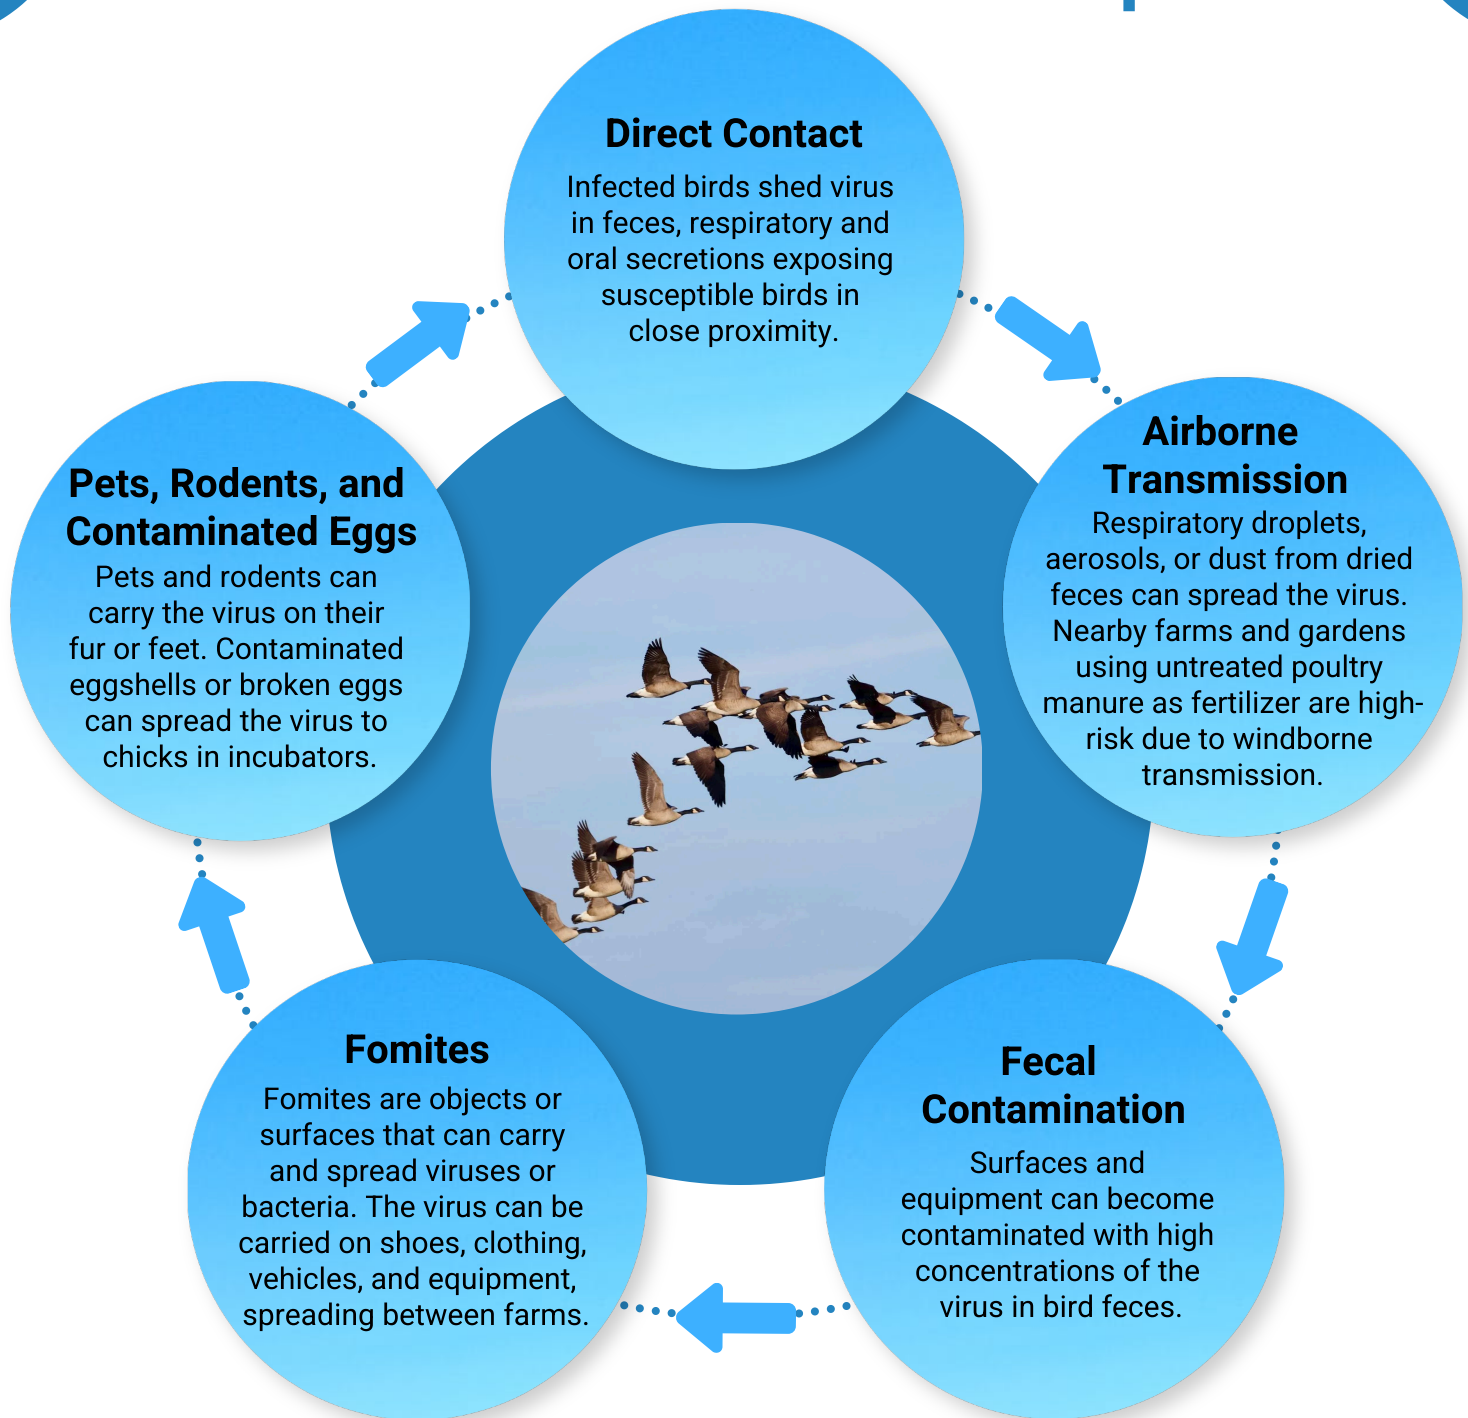 Direct Contact
Infected birds shed virus
in feces, respiratory and
oral secretions exposing
susceptible birds in
close proximity.
Airborne
Transmission
Respiratory droplets,
aerosols, or dust from dried
feces can spread the virus.
Nearby farms and gardens
using untreated poultry
manure as fertilizer are high-
risk due to windborne
transmission.
Fecal
Contamination
Surfaces and
equipment can become
contaminated with high
concentrations of the
virus in bird feces.
Fomites
Fomites are objects or
surfaces that can carry
and spread viruses or
bacteria. The virus can be
carried on shoes, clothing,
vehicles, and equipment,
spreading between farms.
Pets, Rodents, and
Contaminated Eggs
Pets and rodents can
carry the virus on their
fur or feet. Contaminated
eggshells or broken eggs
can spread the virus to
chicks in incubators.